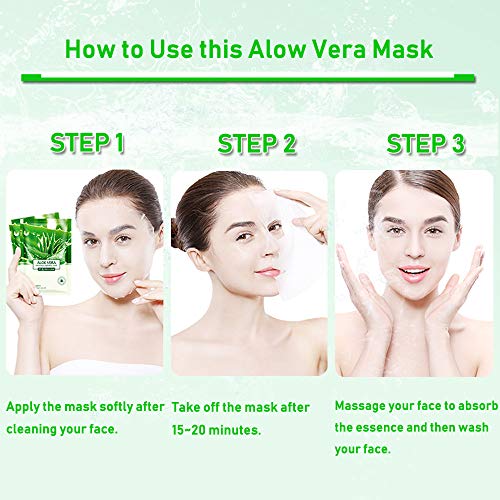 How to Use this Alow Vera Mask
STEP 1
STEP 2
STEP 3
ALOE VERA
Apply the mask softly after
cleaning your face.
Take off the mask after
15~20 minutes.
Massage your face to absorb
the essence and then wash
your face.